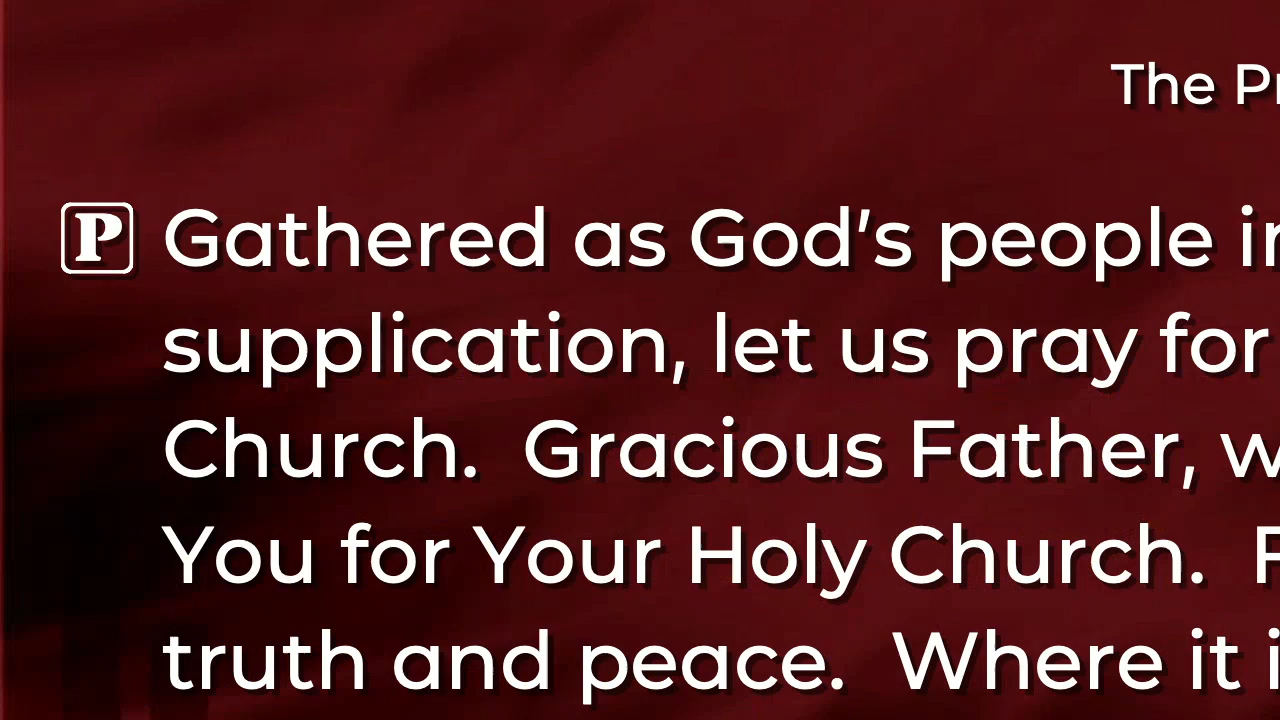 The
P Gathered as God’s people
supplication, let us pray for
Church. Gracious Father,
You for Your Holy Church.
truth and peace. Where it